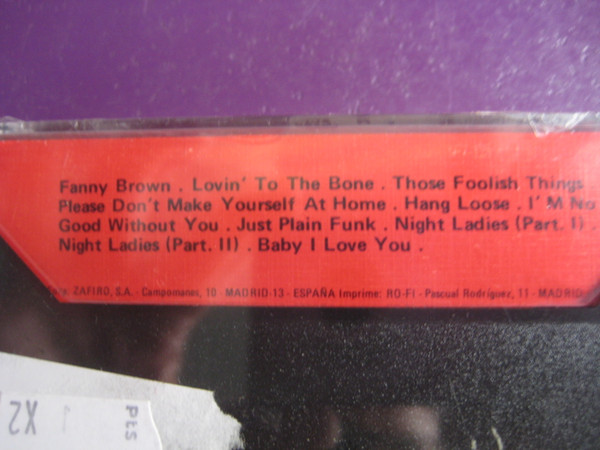 Fanny Brown . Lovin' To The Bone . Those Foolish Things
Please Don't Make Yourself At Home . Hang Loose . I'M No
Good Without You . Just Plain Funk . Night Ladies (Part. I) .
Night Ladies (Part. II) . Baby I Love You .
ZAFIRO, S.A. - Campomanes, 10 - MADRID-13 - ESPAÑA Imprime: RO-FI - Pascual Rodríguez, 11 - MADRID
Pts
X2